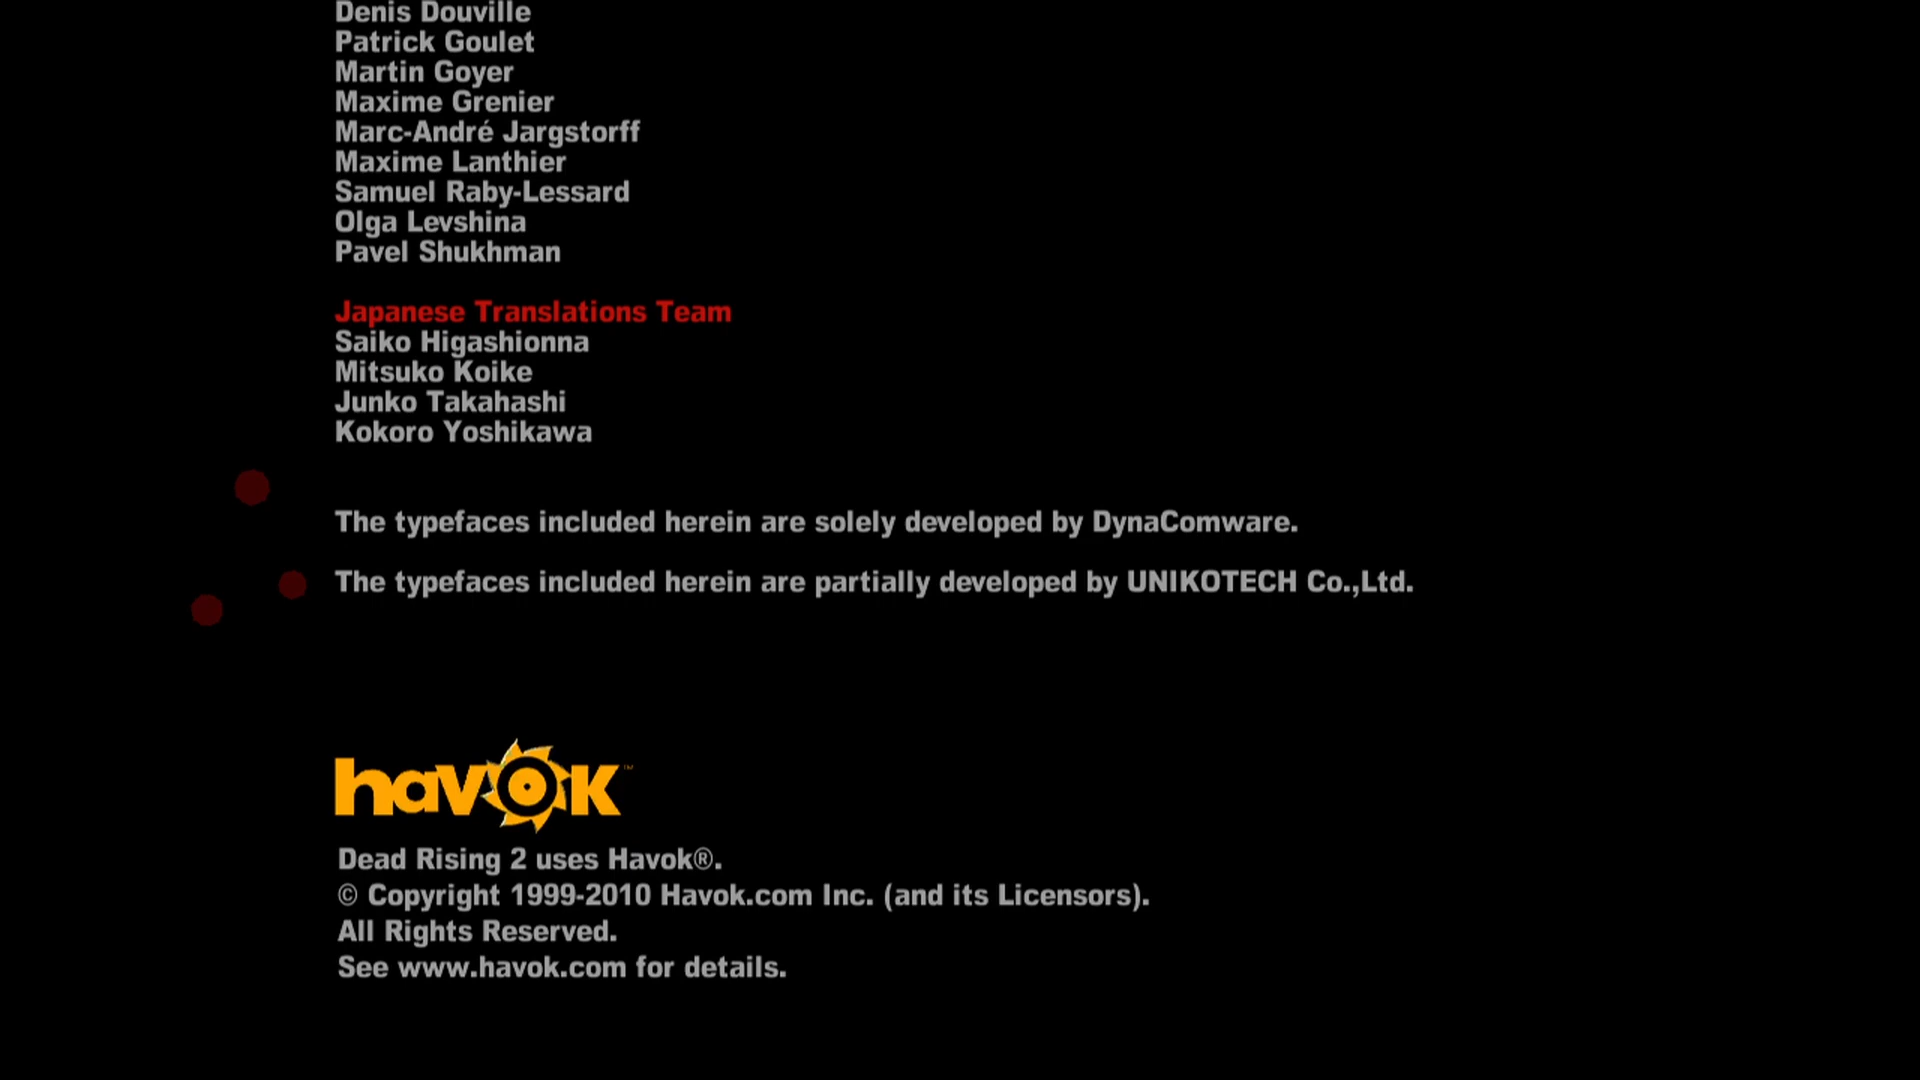 Denis Douville
Patrick Goulet
Martin Goyer
Maxime Grenier
Marc-André Jargstorff
Maxime Lanthier
Samuel Raby-Lessard
Olga Levshina
Pavel Shukhman
Japanese Translations Team
Saiko Higashionna
Mitsuko Koike
Junko Takahashi
Kokoro Yoshikawa
The typefaces included herein are solely developed by DynaComware.
The typefaces included herein are partially developed by UNIKOTECH Co.,Ltd.
havok™
Dead Rising 2 uses Havok®.
© Copyright 1999-2010 Havok.com Inc. (and its Licensors).
All Rights Reserved.
See www.havok.com for details.